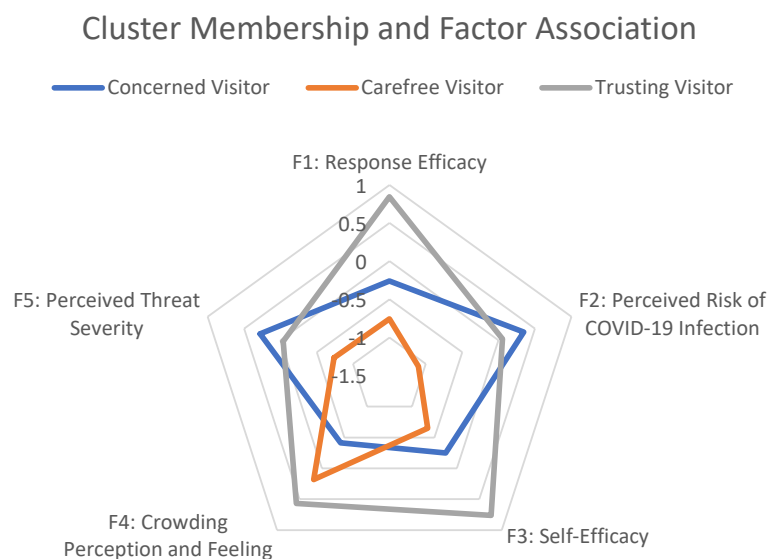 Cluster Membership and Factor Association
Concerned Visitor Carefree Visitor Trusting Visitor
F1: Response Efficacy
1
0.5
0
-0.5
-1
-1.5
F5: Perceived Threat
Severity
F2: Perceived Risk of
COVID-19 Infection
F4: Crowding
Perception and Feeling
F3: Self-Efficacy